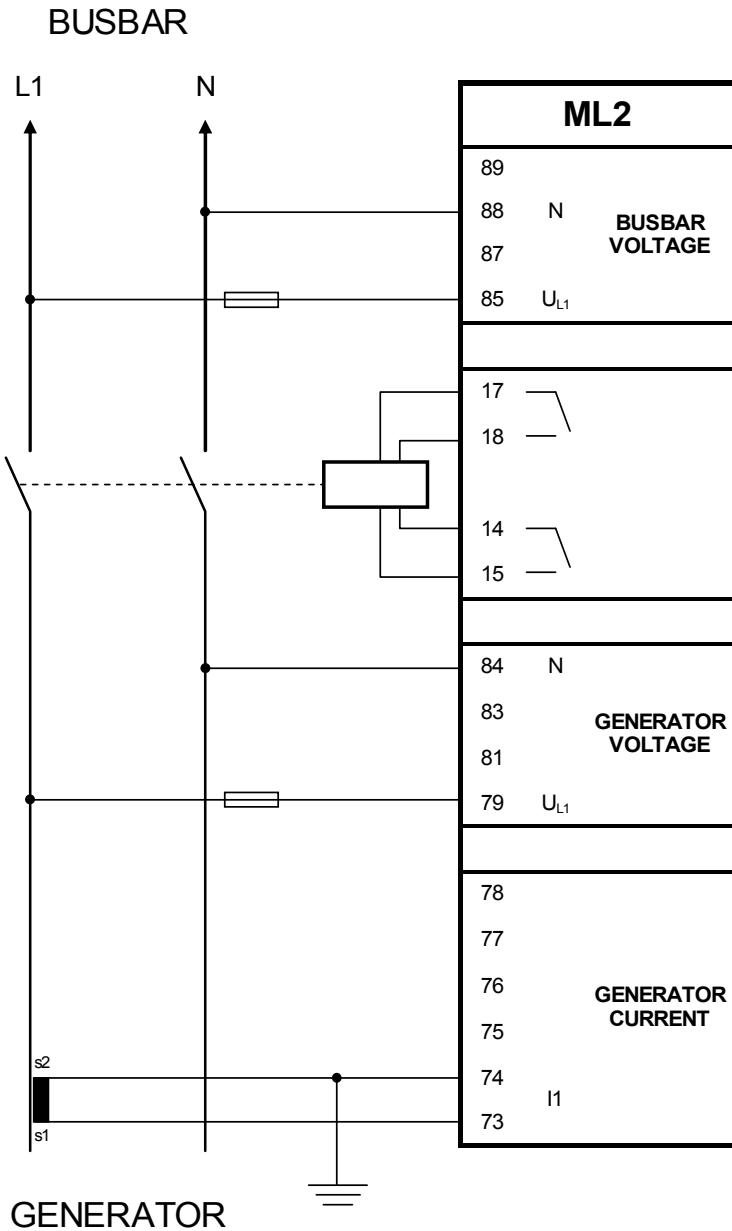 BUSBAR
L1 N
ML2
89
88 N
BUSBAR
VOLTAGE
87
85 UL1
17
18
14
15
84 N
83
GENERATOR
VOLTAGE
81
79 UL1
78
77
76
GENERATOR
CURRENT
75
s2
74
I1
73
s1
GENERATOR